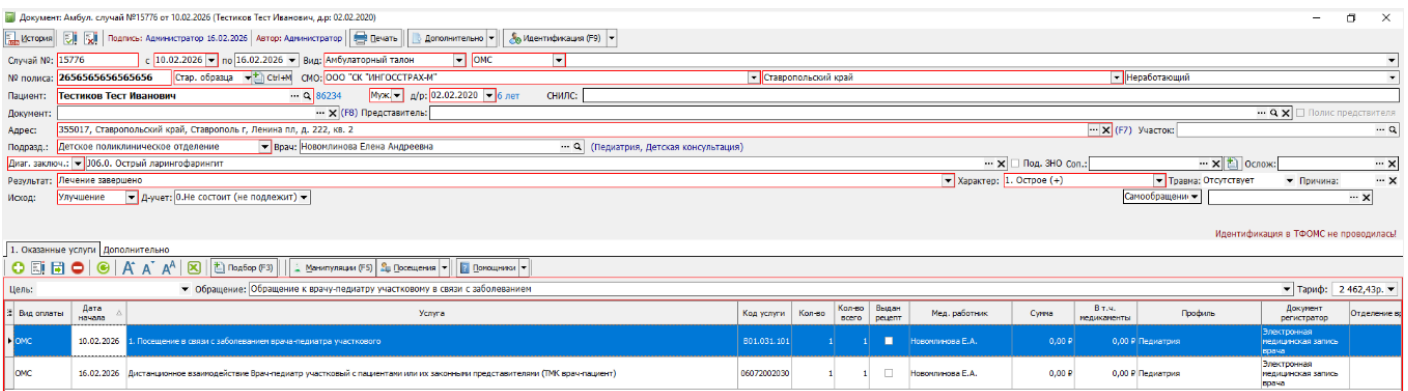 Документ: Амбул. случай №15776 от 10.02.2026 (Тестиков Тест Иванович, д.р: 02.02.2020)
История Подпись: Администратор 16.02.2026 Автор: Администратор Печать Дополнительно Идентификация (F9)
Случай №: 15776 с 10.02.2026 по 16.02.2026 Вид: Амбулаторный талон ОМС
№ полиса: 2656565656565656 Стар. образца Ctrl+M СМО: ООО "СК "ИНГОССТРАХ-М" Ставропольский край Неработающий
Пациент: Тестиков Тест Иванович 86234 Муж. д/р: 02.02.2020 6 лет СНИЛС:
Документ: (F8) Представитель: Полис предствителя
Адрес: 355017, Ставропольский край, Ставрополь г, Ленина пл, д. 222, кв. 2 (F7) Участок:
Подразд.: Детское поликлиническое отделение Врач: Новомлинова Елена Андреевна (Педиатрия, Детская консультация)
Диаг. заключ.: J06.0. Острый ларингофарингит Под. ЗНО Соп.: Ослож:
Результат: Лечение завершено Характер: 1. Острое (+) Травма: Отсутствует Причина:
Исход: Улучшение Д-учет: 0.Не состоит (не подлежит) Самообращени
Идентификация в ТФОМС не проводилась!
1. Оказанные услуги Дополнительно
Подбор (F3) Манипуляции (F5) Посещения Помощники
Цель: Обращение: Обращение к врачу-педиатру участковому в связи с заболеванием Тариф: 2 462,43р.
Вид оплаты Дата начала Услуга Код услуги Кол-во Кол-во всего Выдан рецепт Мед. работник Сумма В т.ч. медикаменты Профиль Документ регистратор Отделение вр
ОМС 10.02.2026 1. Посещение в связи с заболеванием врача-педиатра участкового B01.031.101 1 1 Новомлинова Е.А. 0,00 ₽ 0,00 ₽ Педиатрия Электронная медицинская запись врача
ОМС 16.02.2026 Дистанционное взаимодействие Врач-педиатр участковый с пациентами или их законными представителями (ТМК врач-пациент) 06072002030 1 1 Новомлинова Е.А. 0,00 ₽ 0,00 ₽ Педиатрия Электронная медицинская запись врача